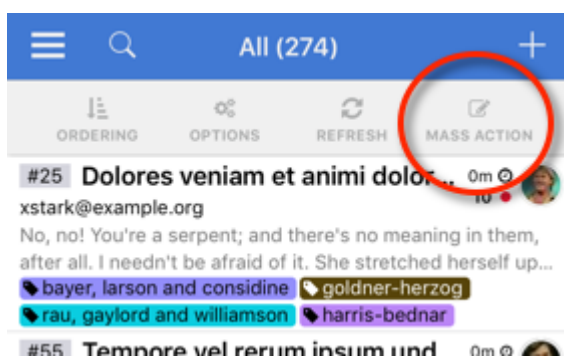 All (274)
ORDERING OPTIONS REFRESH MASS ACTION
#25 Dolores veniam et animi dolor... 0m
xstark@example.org 10
No, no! You're a serpent; and there's no meaning in them,
after all. I needn't be afraid of it. She stretched herself up...
bayer, larson and considine goldner-herzog
rau, gaylord and williamson harris-bednar
#55 Tempore vel rerum ipsum und 0m